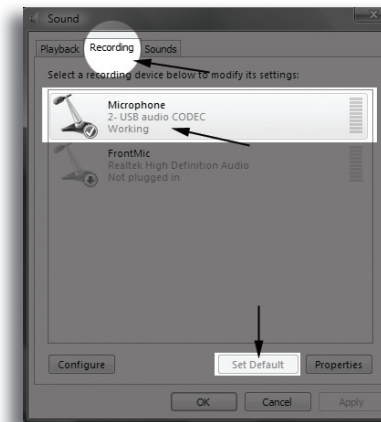 Sound
Playback Recording Sounds
Select a recording device below to modify its settings:
Microphone
2- USB audio CODEC
Working
FrontMic
Realtek High Definition Audio
Not plugged in
Configure Set Default Properties
OK Cancel Apply